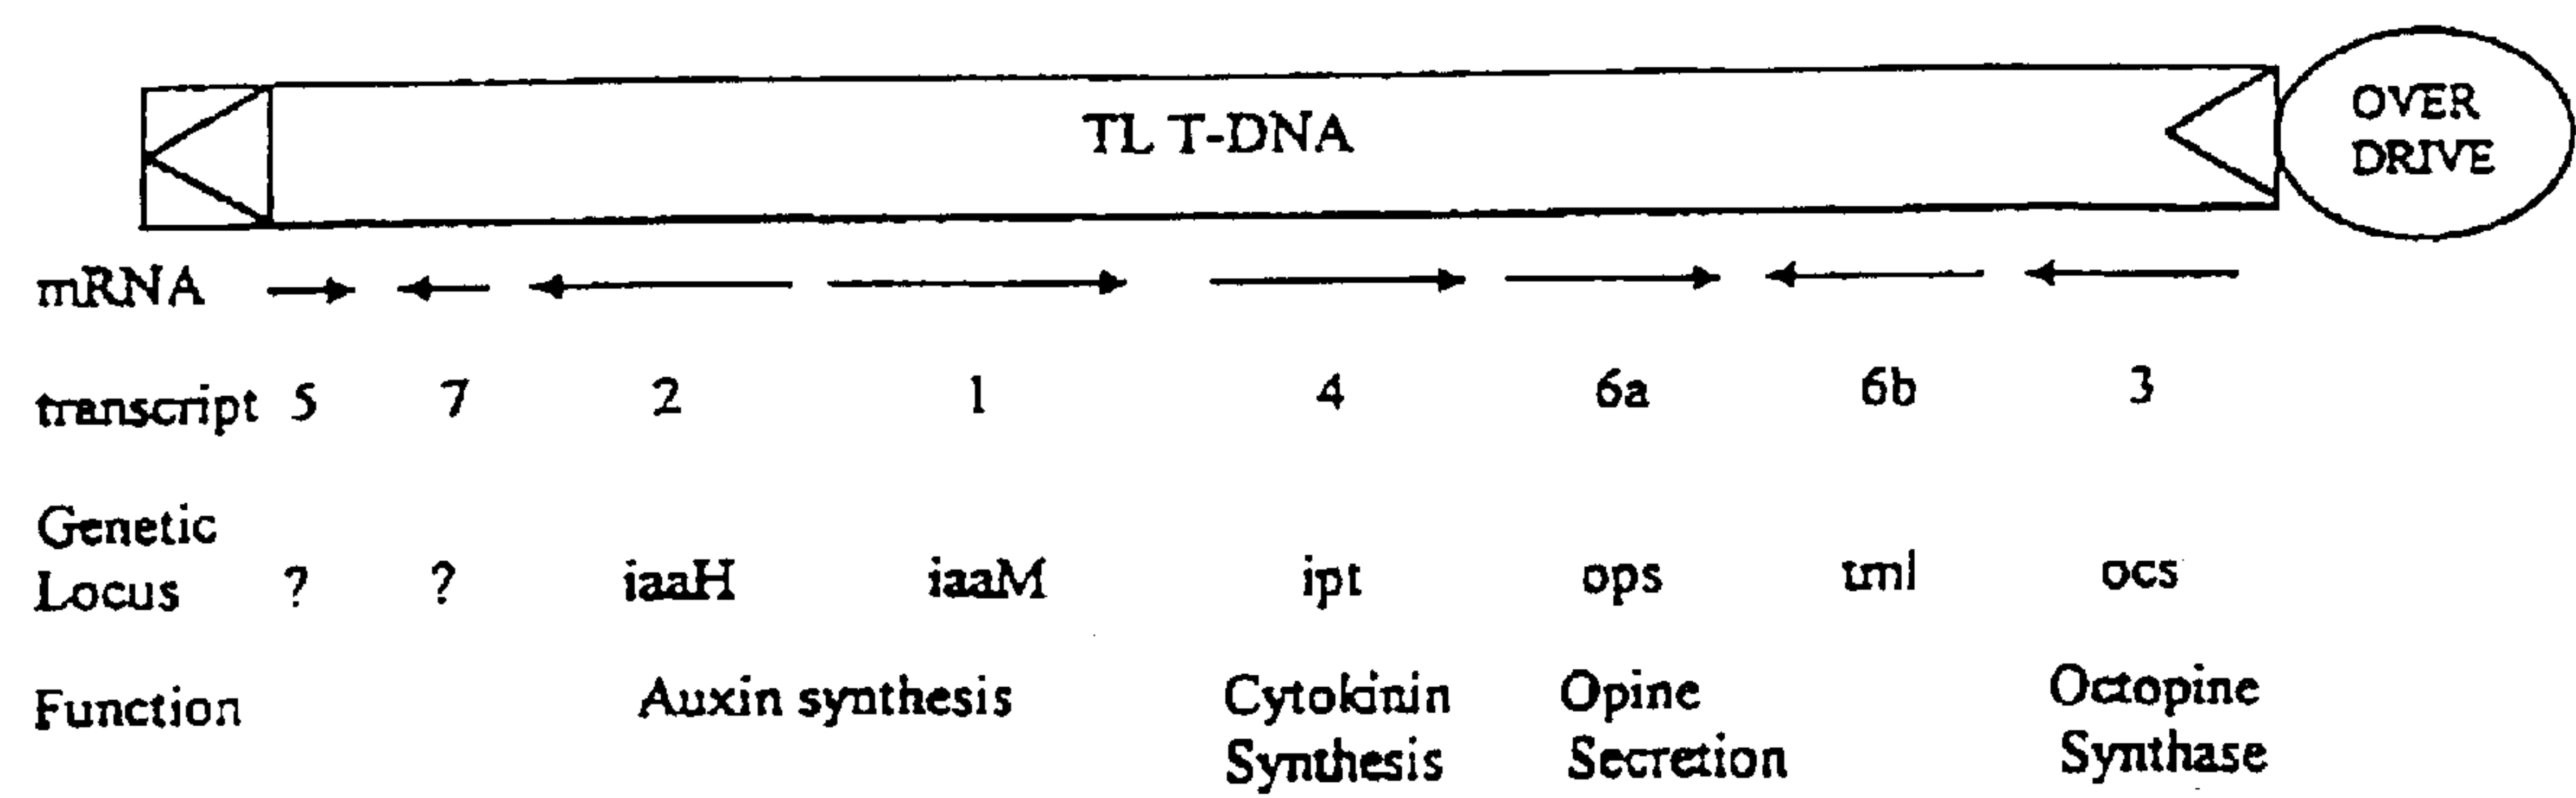 TL T-DNA
OVER
DRIVE
mRNA
transcript 5 7 2 1 4 6a 6b 3
Genetic
Locus ? ? iaaH iaaM ipt ops tml ocs
Function Auxin synthesis Cytokinin Opine Octopine
Synthesis Secretion Synthase